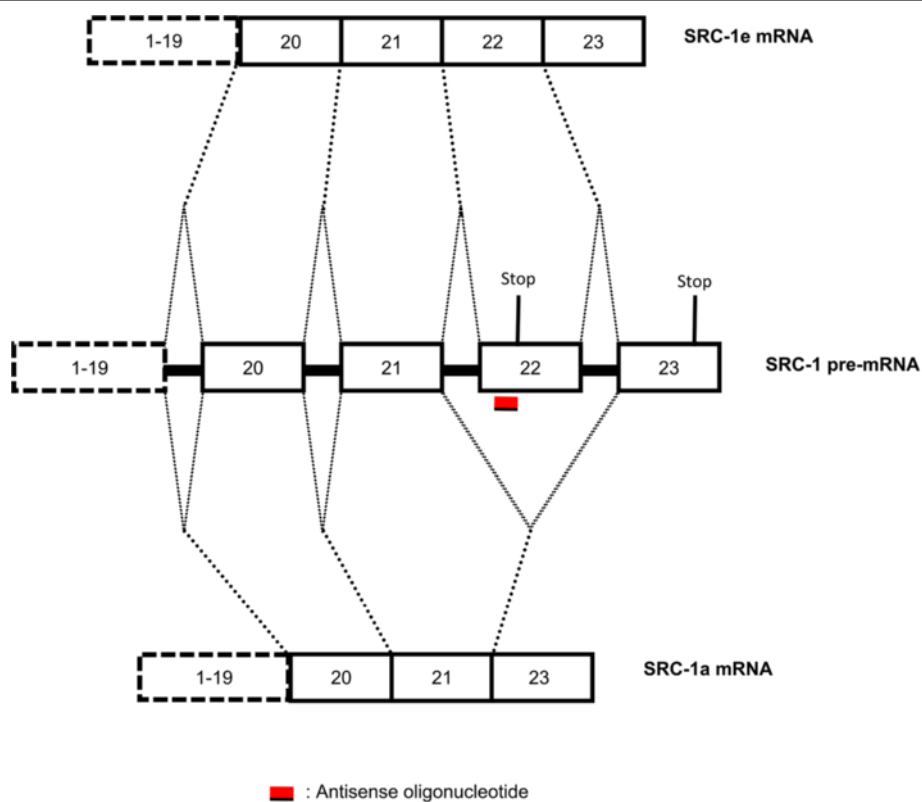 1-19 20 21 22 23 SRC-1e mRNA
Stop Stop
1-19 20 21 22 23 SRC-1 pre-mRNA
1-19 20 21 23 SRC-1a mRNA
: Antisense oligonucleotide